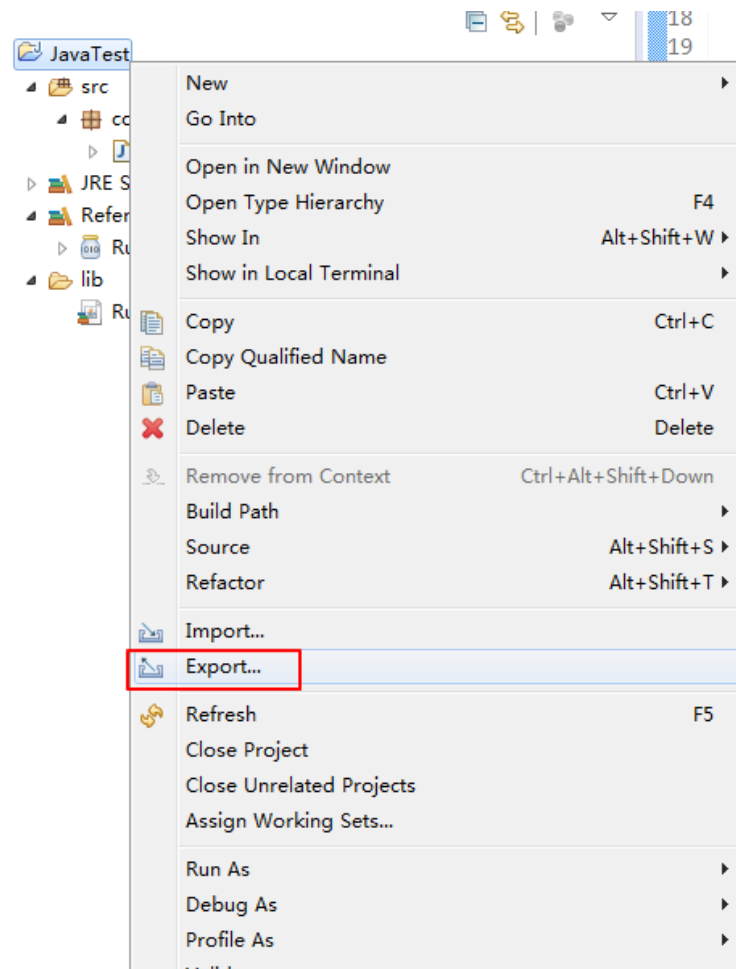 18
19
JavaTest
src
JRE S
Refer
lib
New
Go Into
Open in New Window
Open Type Hierarchy F4
Show In Alt+Shift+W
Show in Local Terminal
Copy Ctrl+C
Copy Qualified Name
Paste Ctrl+V
Delete Delete
Remove from Context Ctrl+Alt+Shift+Down
Build Path
Source Alt+Shift+S
Refactor Alt+Shift+T
Import...
Export...
Refresh F5
Close Project
Close Unrelated Projects
Assign Working Sets...
Run As
Debug As
Profile As